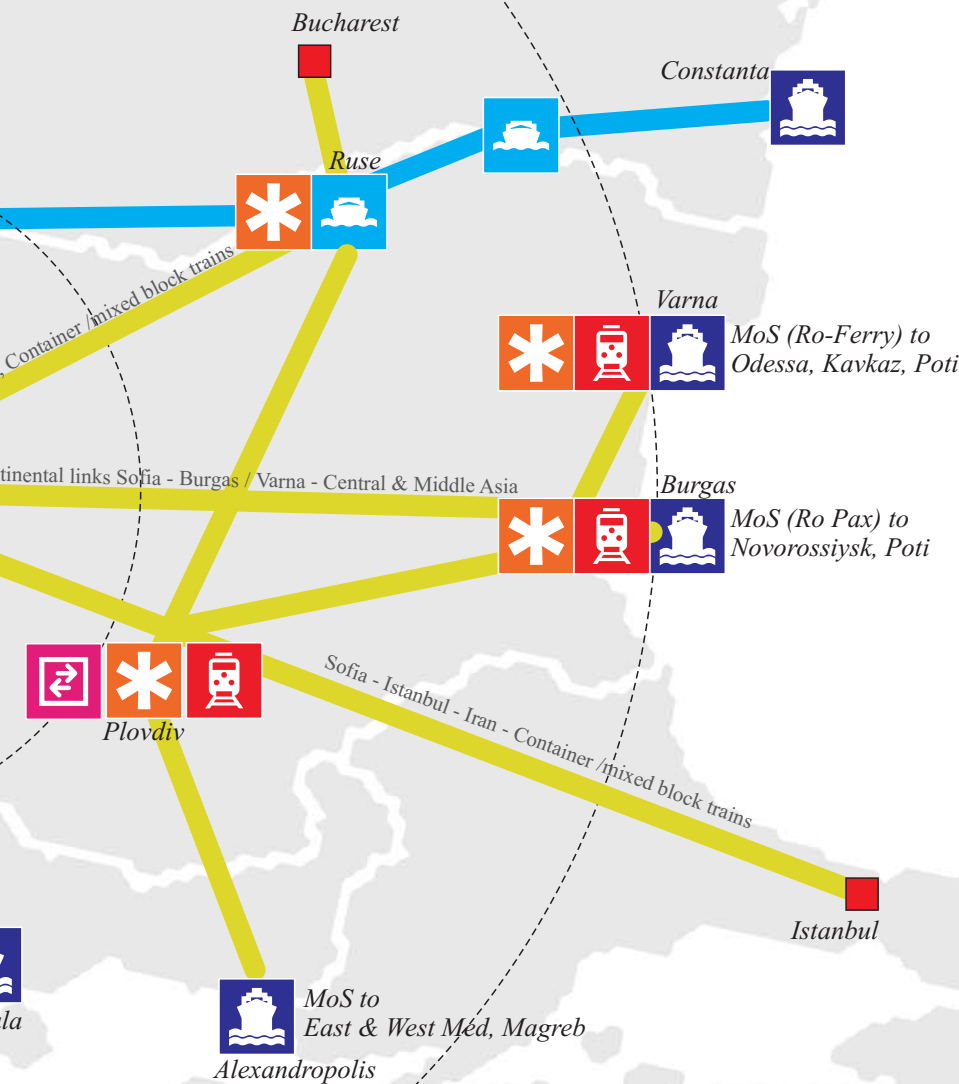 Bucharest
Constanta
Ruse
, Container /mixed block trains
Varna
MoS (Ro-Ferry) to
Odessa, Kavkaz, Poti
tinental links Sofia - Burgas / Varna - Central & Middle Asia
Burgas
MoS (Ro Pax) to
Novorossiysk, Poti
Sofia - Istanbul - Iran - Container /mixed block trains
Plovdiv
Istanbul
MoS to
East & West Méd, Magreb
ala
Alexandropolis